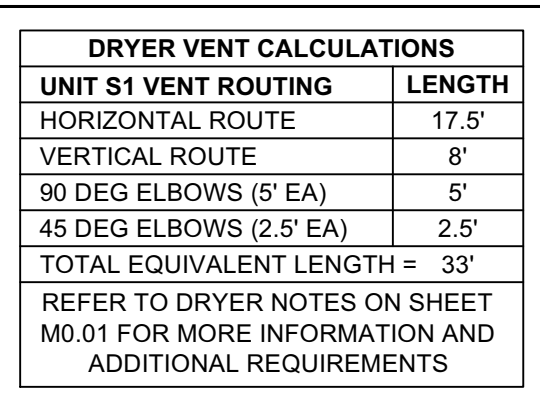 DRYER VENT CALCULATIONS
UNIT S1 VENT ROUTING LENGTH
HORIZONTAL ROUTE 17.5'
VERTICAL ROUTE 8'
90 DEG ELBOWS (5' EA) 5'
45 DEG ELBOWS (2.5' EA) 2.5'
TOTAL EQUIVALENT LENGTH = 33'
REFER TO DRYER NOTES ON SHEET
M0.01 FOR MORE INFORMATION AND
ADDITIONAL REQUIREMENTS